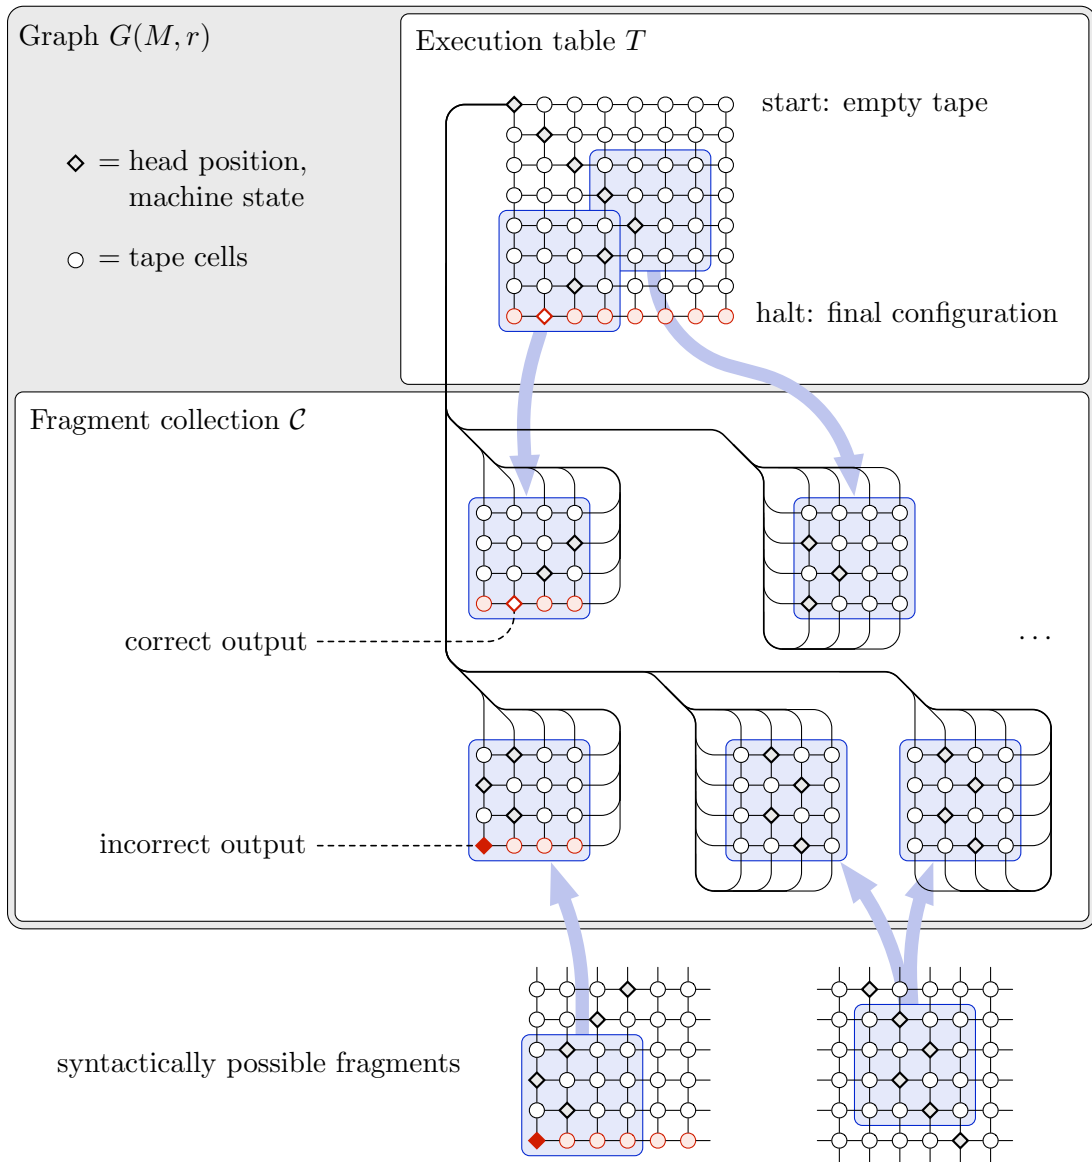 Graph G(M, r)
Execution table T
start: empty tape
= head position,
machine state
= tape cells
halt: final configuration
Fragment collection C
correct output
...
incorrect output
syntactically possible fragments